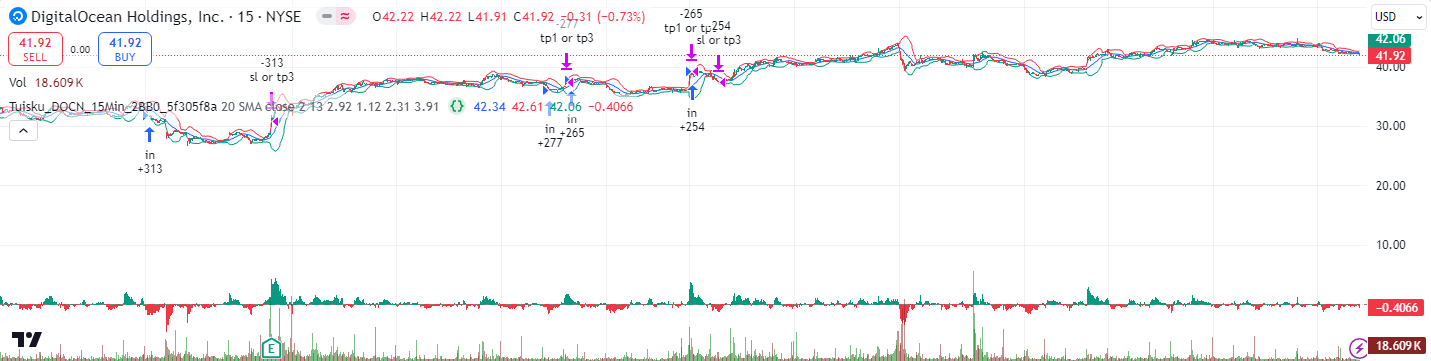 DigitalOcean Holdings, Inc. · 15 · NYSE
O42.22 H42.22 L41.91 C41.92 −0.31 (−0.73%)
USD
41.92
SELL
0.00
41.92
BUY
Vol 18.609 K
Tuisku_DOCN_15Min_2BB0_5f305f8a 20 SMA close 2 13 2.92 1.12 2.31 3.91 {} 42.34 42.61 42.06 −0.4066
-313
sl or tp3
in
+313
-277
tp1 or tp3
in
+277
in
+265
-265
tp1 or tp
-254
sl or tp3
in
+254
42.06
41.92
40.00
30.00
20.00
10.00
−0.4066
18.609 K
E